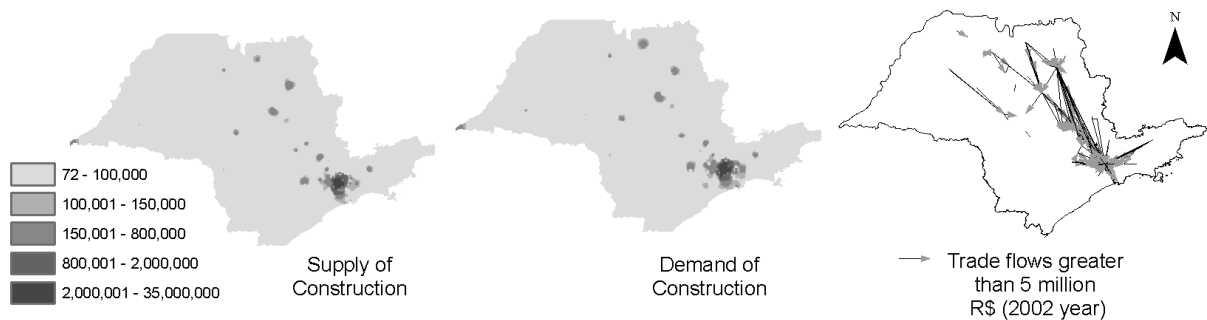 72 - 100,000
100,001 - 150,000
150,001 - 800,000
800,001 - 2,000,000
2,000,001 - 35,000,000
Supply of
Construction
Demand of
Construction
N
Trade flows greater
than 5 million
R$ (2002 year)